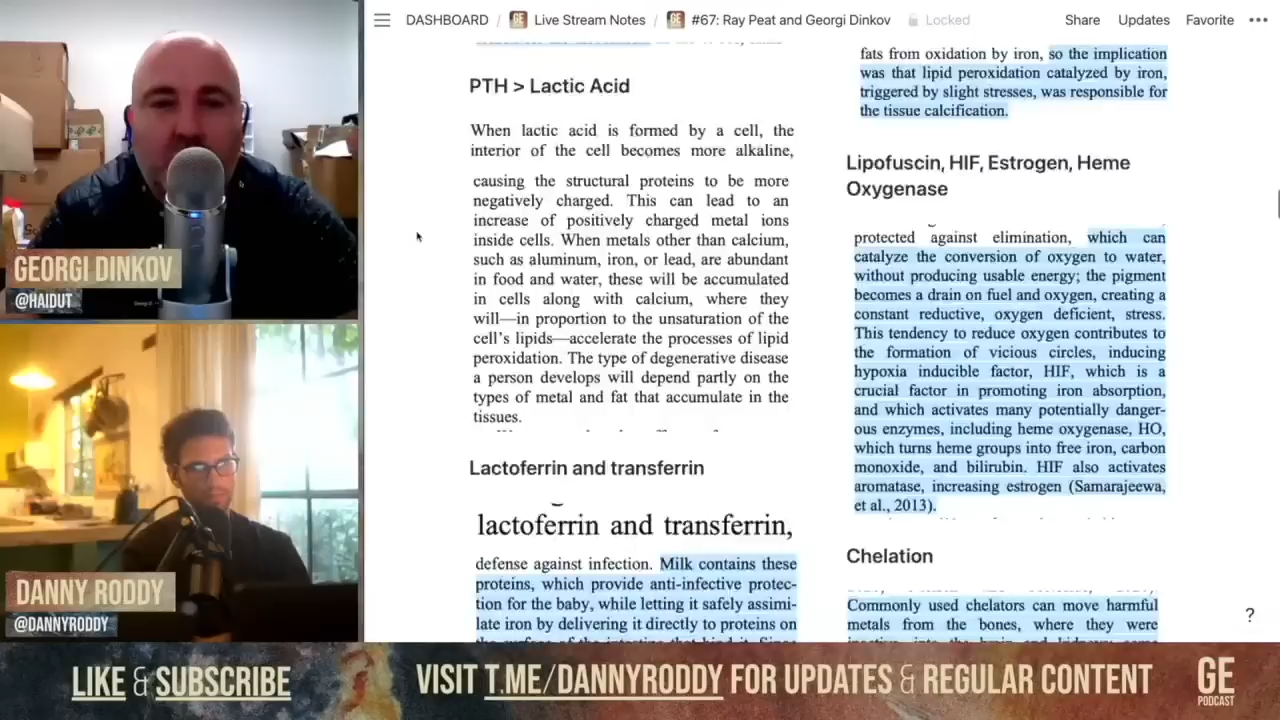 DASHBOARD / GE Live Stream Notes / GE #67: Ray Peat and Georgi Dinkov Locked
Share Updates Favorite
PTH > Lactic Acid
When lactic acid is formed by a cell, the
interior of the cell becomes more alkaline,
causing the structural proteins to be more
negatively charged. This can lead to an
increase of positively charged metal ions
inside cells. When metals other than calcium,
such as aluminum, iron, or lead, are abundant
in food and water, these will be accumulated
in cells along with calcium, where they
will—in proportion to the unsaturation of the
cell's lipids—accelerate the processes of lipid
peroxidation. The type of degenerative disease
a person develops will depend partly on the
types of metal and fat that accumulate in the
tissues.
Lactoferrin and transferrin
lactoferrin and transferrin,
defense against infection. Milk contains these
proteins, which provide anti-infective protec-
tion for the baby, while letting it safely assimi-
late iron by delivering it directly to proteins on
fats from oxidation by iron, so the implication
was that lipid peroxidation catalyzed by iron,
triggered by slight stresses, was responsible for
the tissue calcification.
Lipofuscin, HIF, Estrogen, Heme
Oxygenase
protected against elimination, which can
catalyze the conversion of oxygen to water,
without producing usable energy; the pigment
becomes a drain on fuel and oxygen, creating a
constant reductive, oxygen deficient, stress.
This tendency to reduce oxygen contributes to
the formation of vicious circles, inducing
hypoxia inducible factor, HIF, which is a
crucial factor in promoting iron absorption,
and which activates many potentially danger-
ous enzymes, including heme oxygenase, HO,
which turns heme groups into free iron, carbon
monoxide, and bilirubin. HIF also activates
aromatase, increasing estrogen (Samarajeewa,
et al., 2013).
Chelation
Commonly used chelators can move harmful
metals from the bones, where they were
?
GEORGI DINKOV
@HAIDUT
DANNY RODDY
@DANNYRODDY
LIKE & SUBSCRIBE
VISIT T.ME/DANNYRODDY FOR UPDATES & REGULAR CONTENT
GE
PODCAST